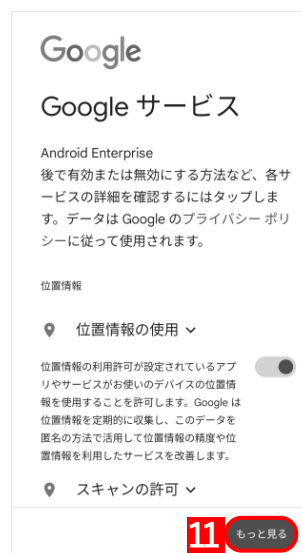 Google
Google サービス
Android Enterprise
後で有効または無効にする方法など、各サ
ービスの詳細を確認するにはタップしま
す。データは Google のプライバシー ポリ
シーに従って使用されます。
位置情報
位置情報の使用
位置情報の利用許可が設定されているアプ
リやサービスがお使いのデバイスの位置情
報を使用することを許可します。Google は
位置情報を定期的に収集し、このデータを
匿名の方法で活用して位置情報の精度や位
置情報を利用したサービスを改善します。
スキャンの許可
11
もっと見る